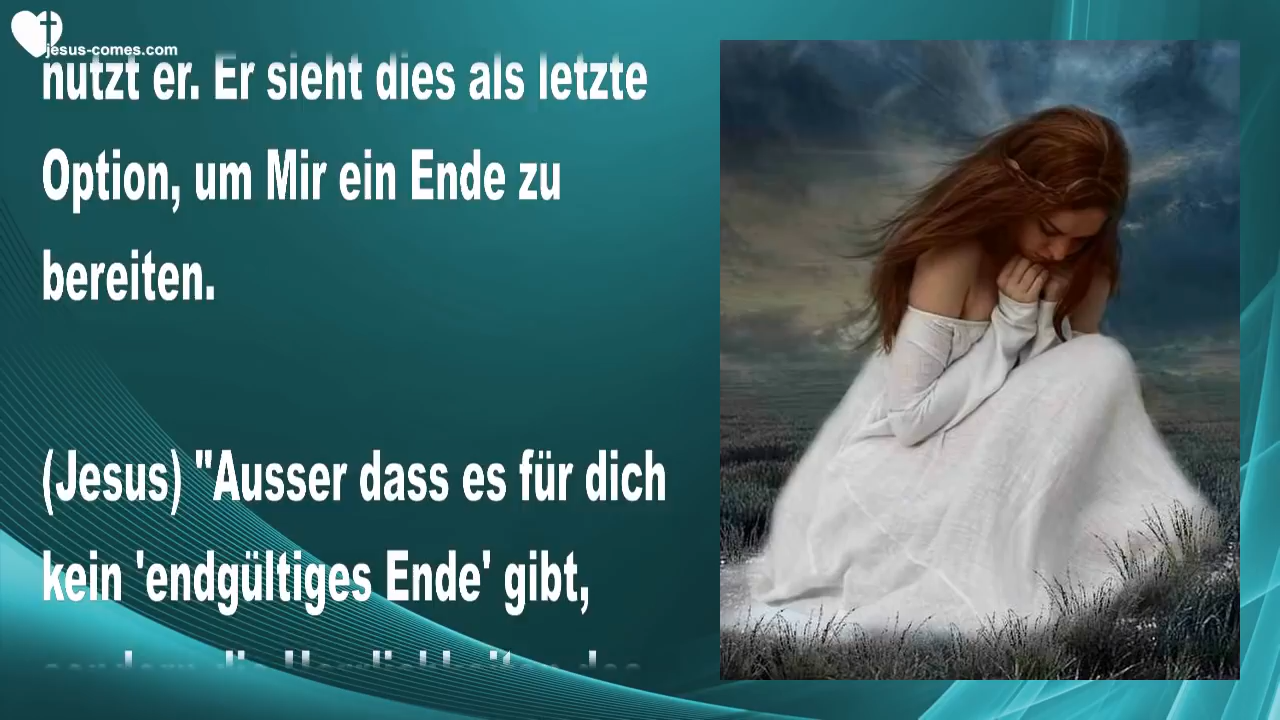 jesus-comes.com
nutzt er. Er sieht dies als letzte
Option, um Mir ein Ende zu
bereiten.
(Jesus) "Ausser dass es für dich
kein 'endgültiges Ende' gibt,